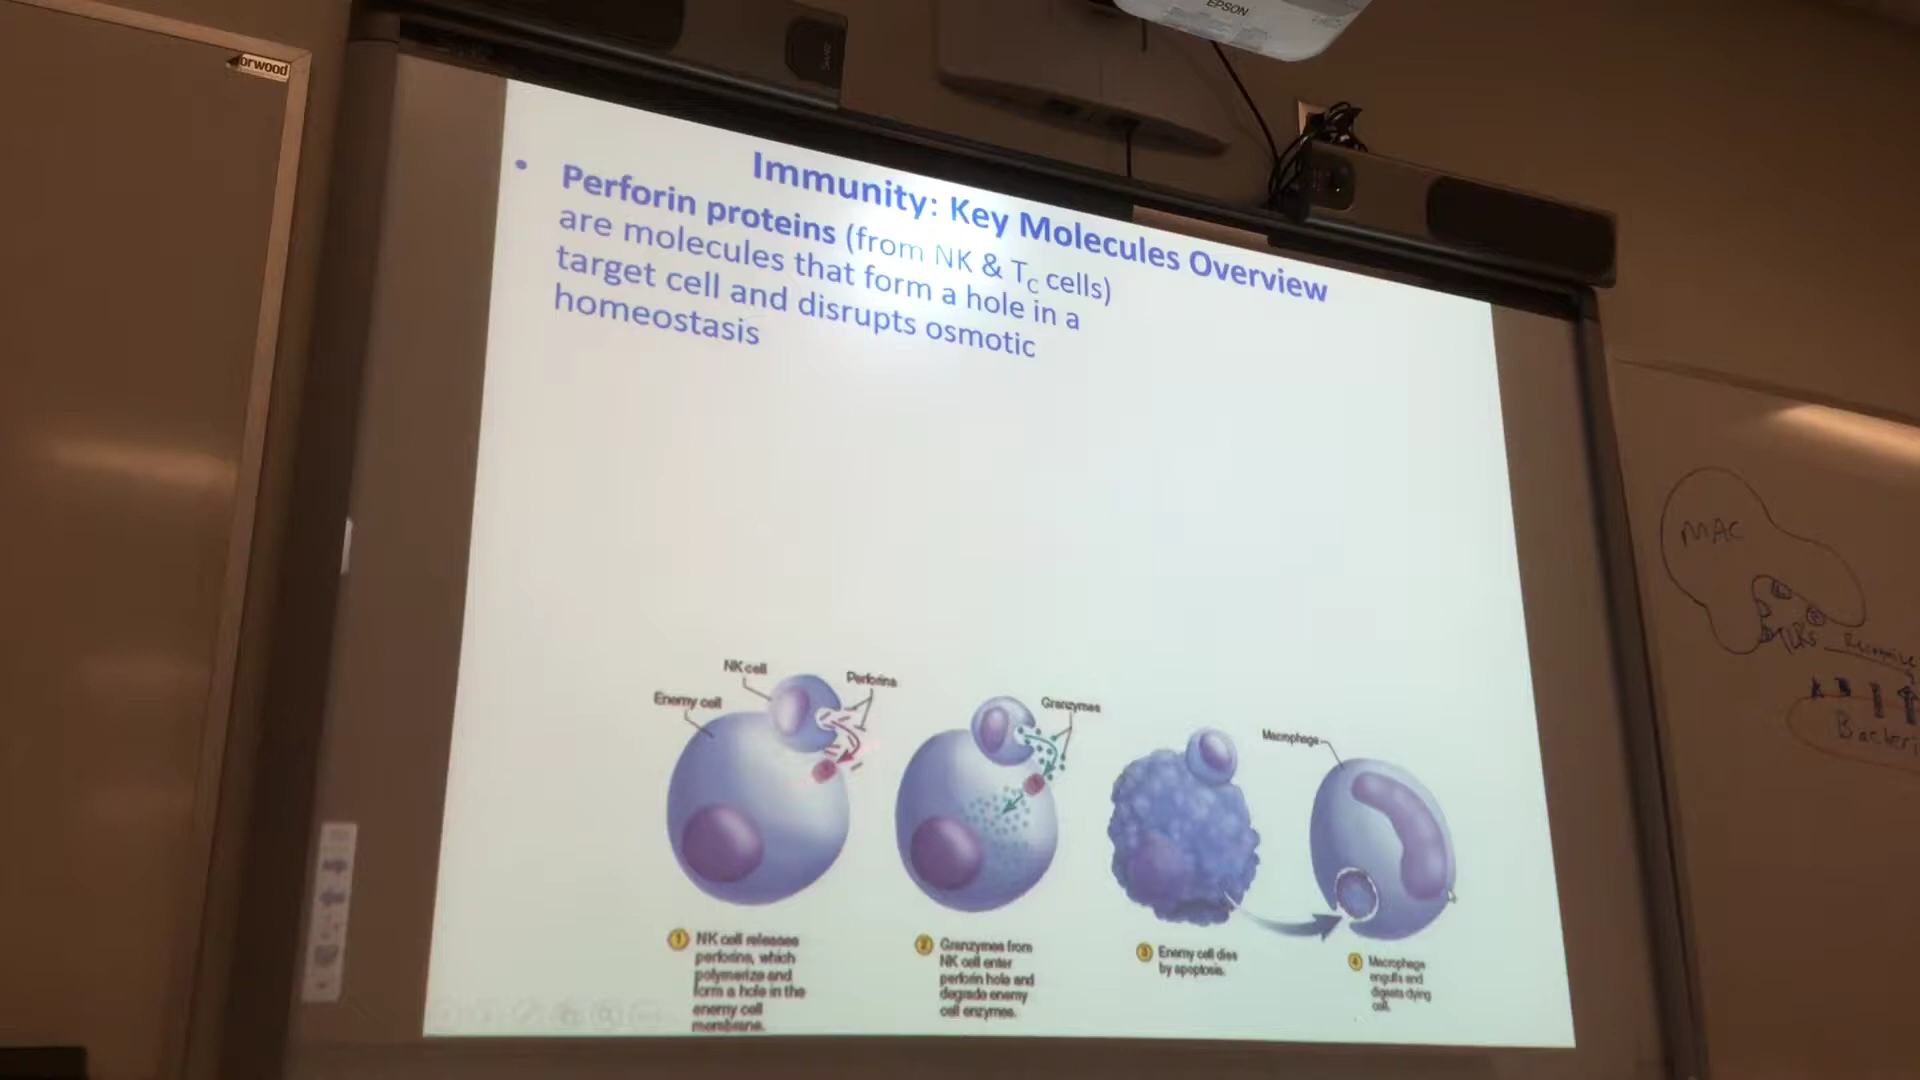 EPSON
orwood
Immunity: Key Molecules Overview
• Perforin proteins (from NK & TC cells)
are molecules that form a hole in a
target cell and disrupts osmotic
homeostasis
NK cell
Perforins
Enemy cell
Granzymes
Macrophage
1 NK cell releases
perforins, which
polymerize and
form a hole in the
enemy cell
membrane.
2 Granzymes from
NK cell enter
perforin hole and
degrade enemy
cell enzymes.
3 Enemy cell dies
by apoptosis.
4 Macrophage
engulfs and
digests dying
cell.
MAC
TLRs Recognize
Bacteri